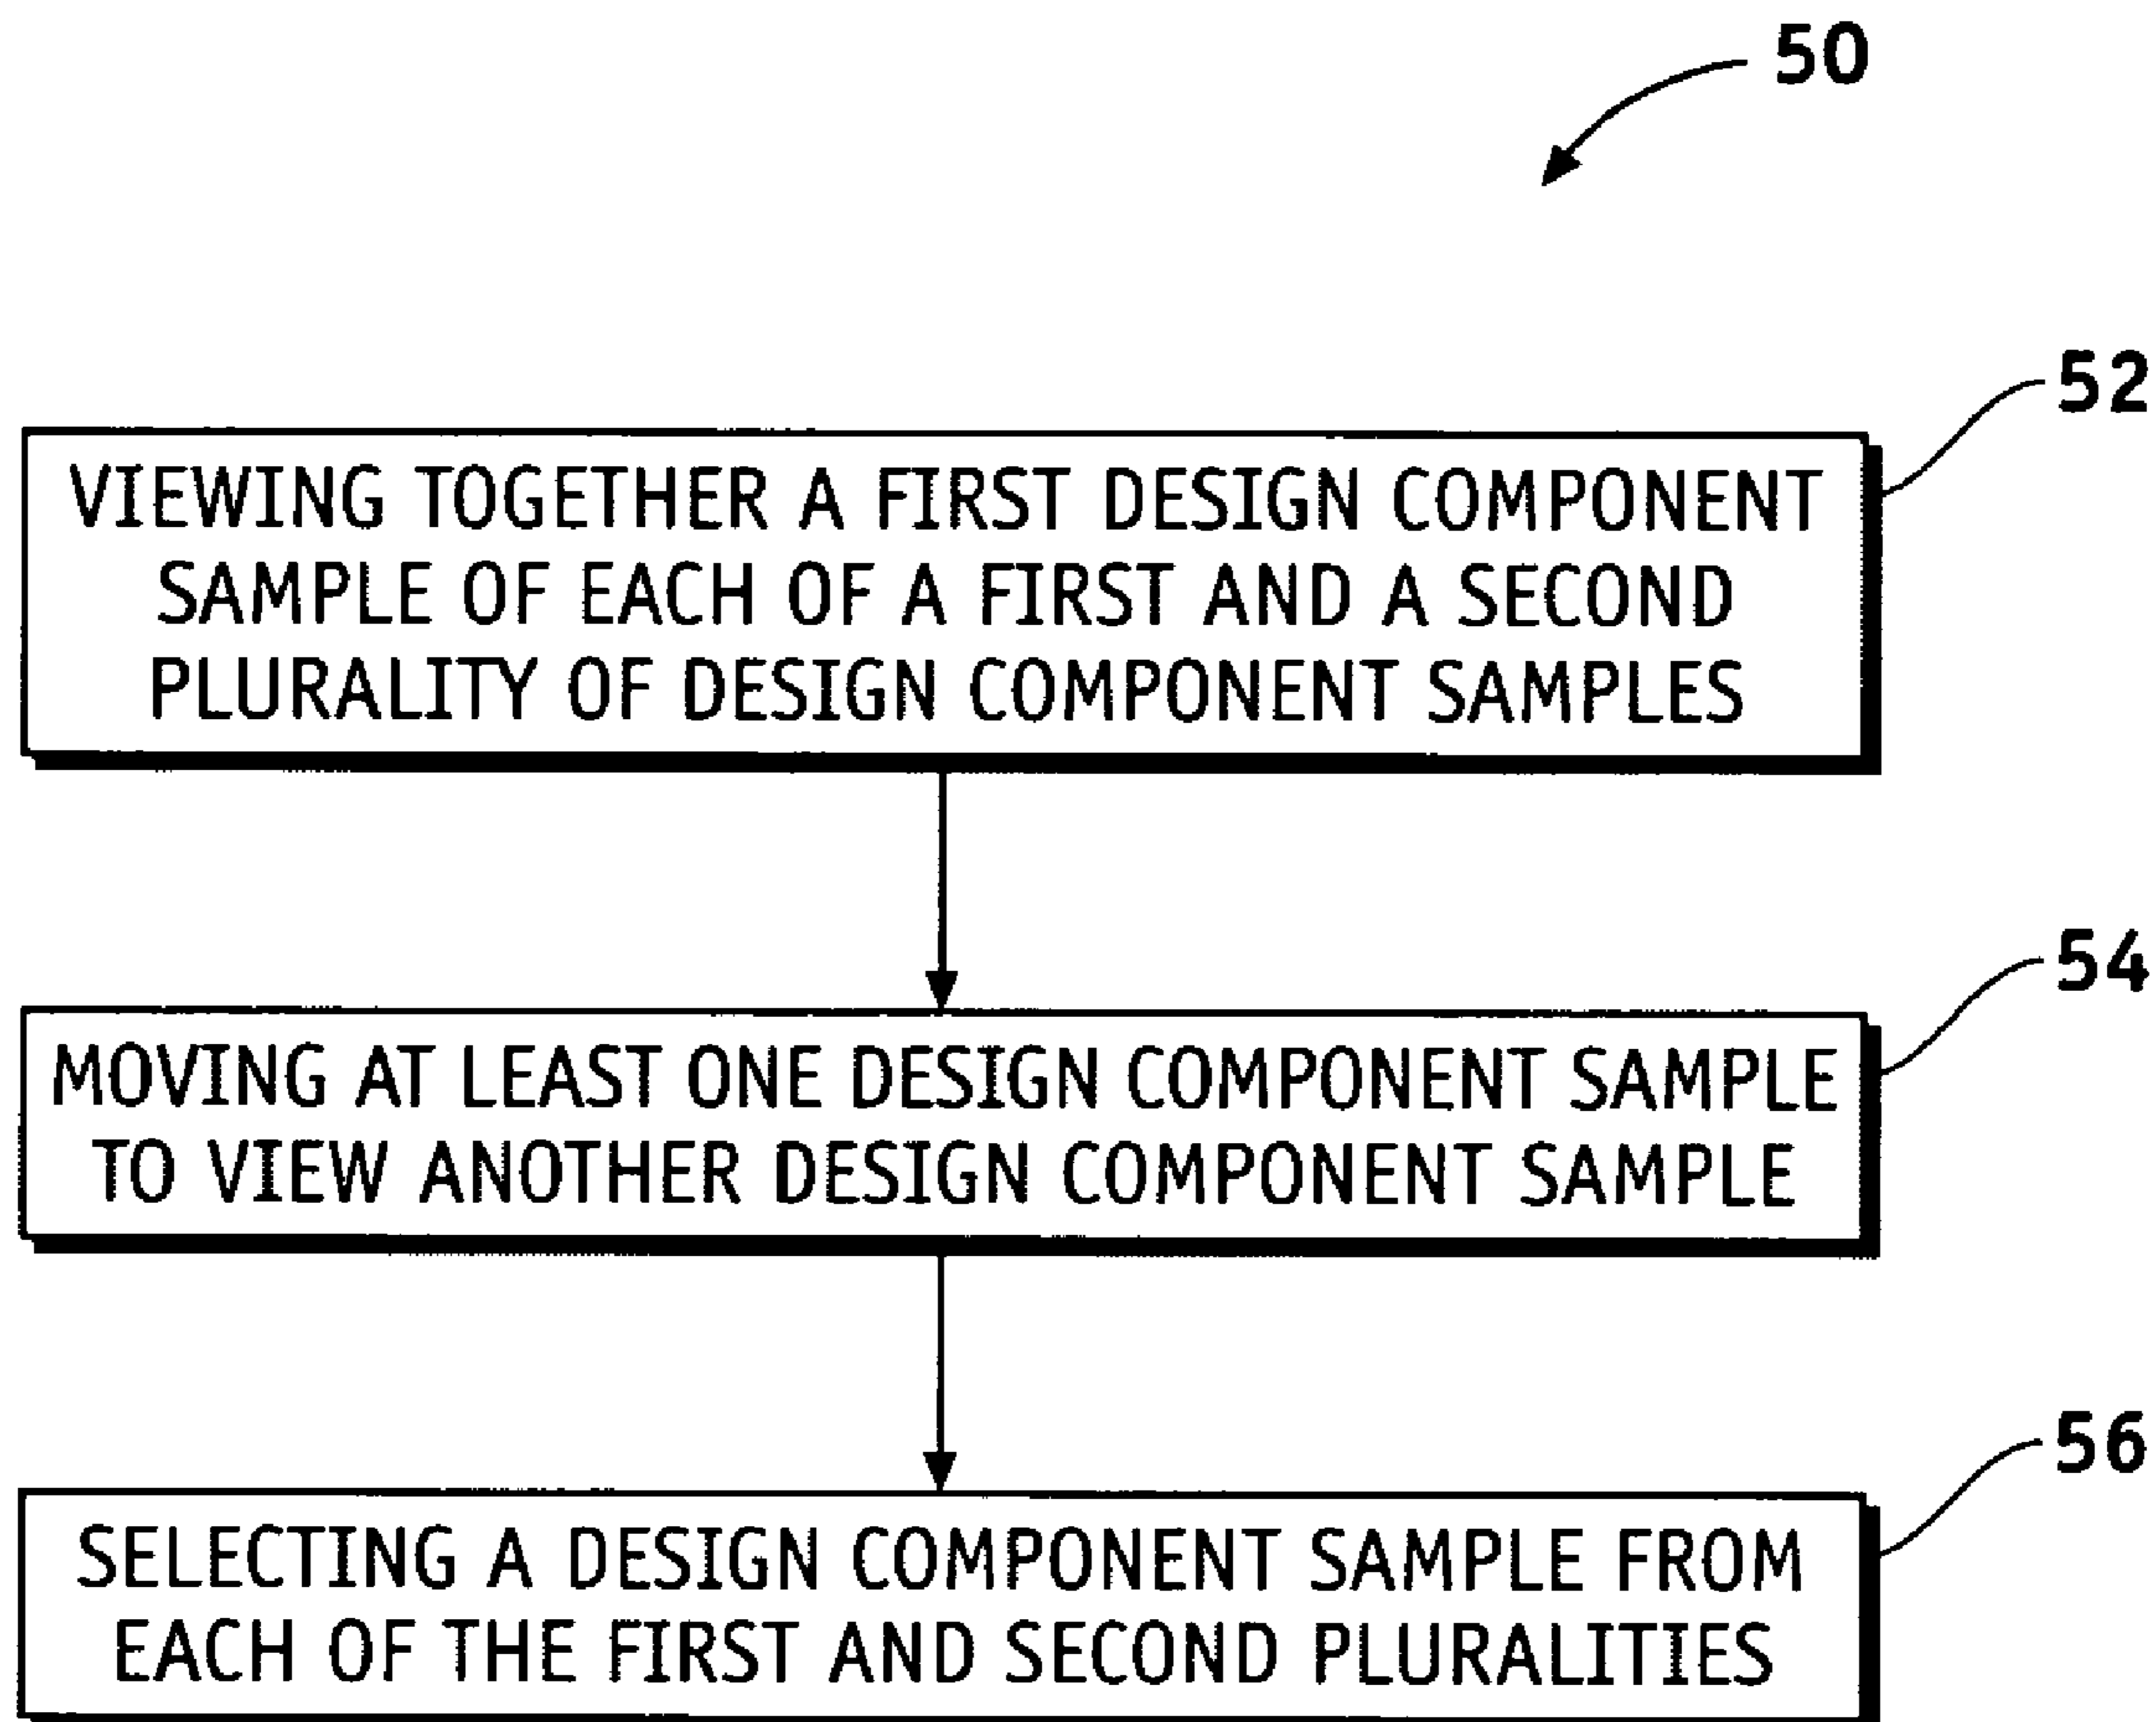 50
52
VIEWING TOGETHER A FIRST DESIGN COMPONENT
SAMPLE OF EACH OF A FIRST AND A SECOND
PLURALITY OF DESIGN COMPONENT SAMPLES
54
MOVING AT LEAST ONE DESIGN COMPONENT SAMPLE
TO VIEW ANOTHER DESIGN COMPONENT SAMPLE
56
SELECTING A DESIGN COMPONENT SAMPLE FROM
EACH OF THE FIRST AND SECOND PLURALITIES